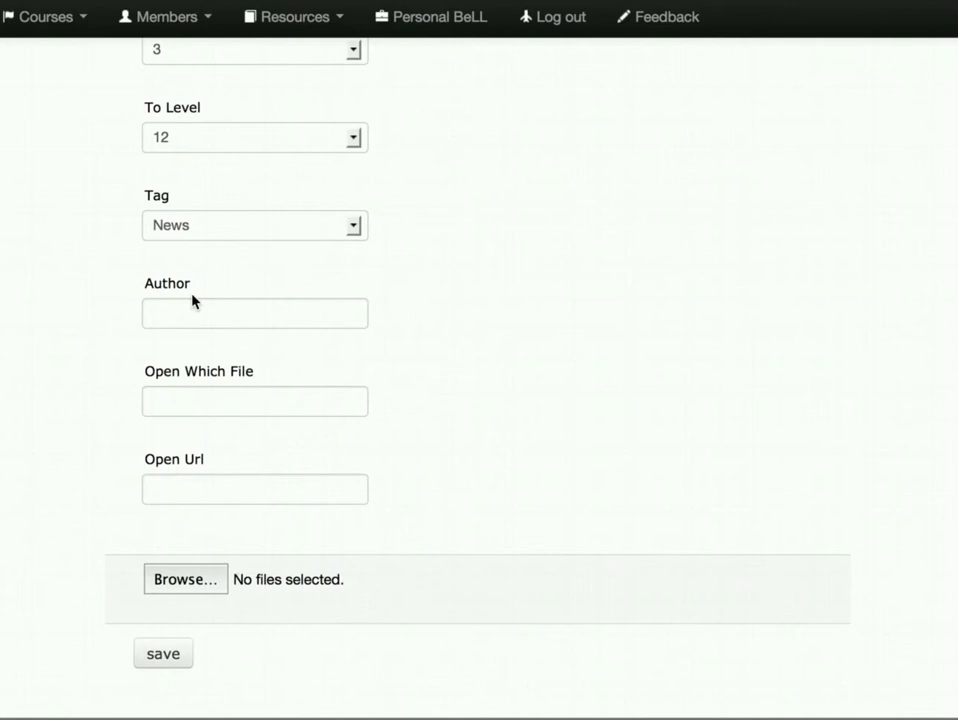 Courses Members Resources Personal BeLL Log out Feedback
3
To Level
12
Tag
News
Author
Open Which File
Open Url
Browse... No files selected.
save